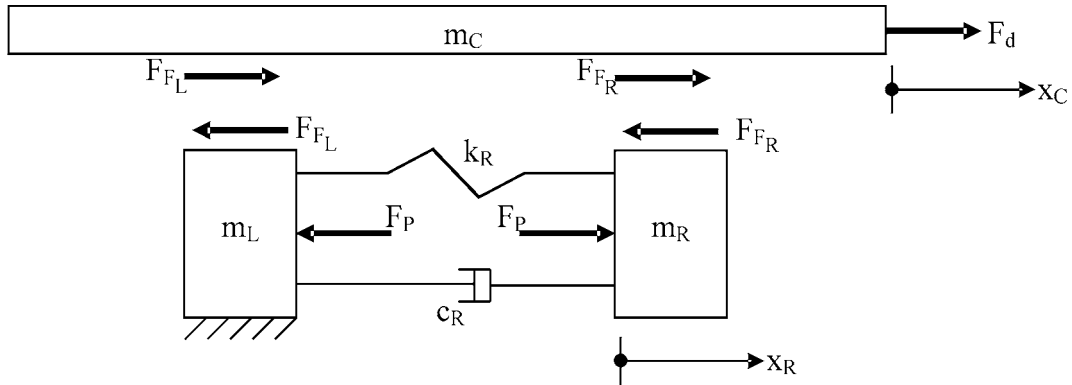 m_C
F_d
F_{F_L}
F_{F_R}
x_C
F_{F_L}
F_{F_R}
k_R
m_L
F_P
F_P
m_R
c_R
x_R